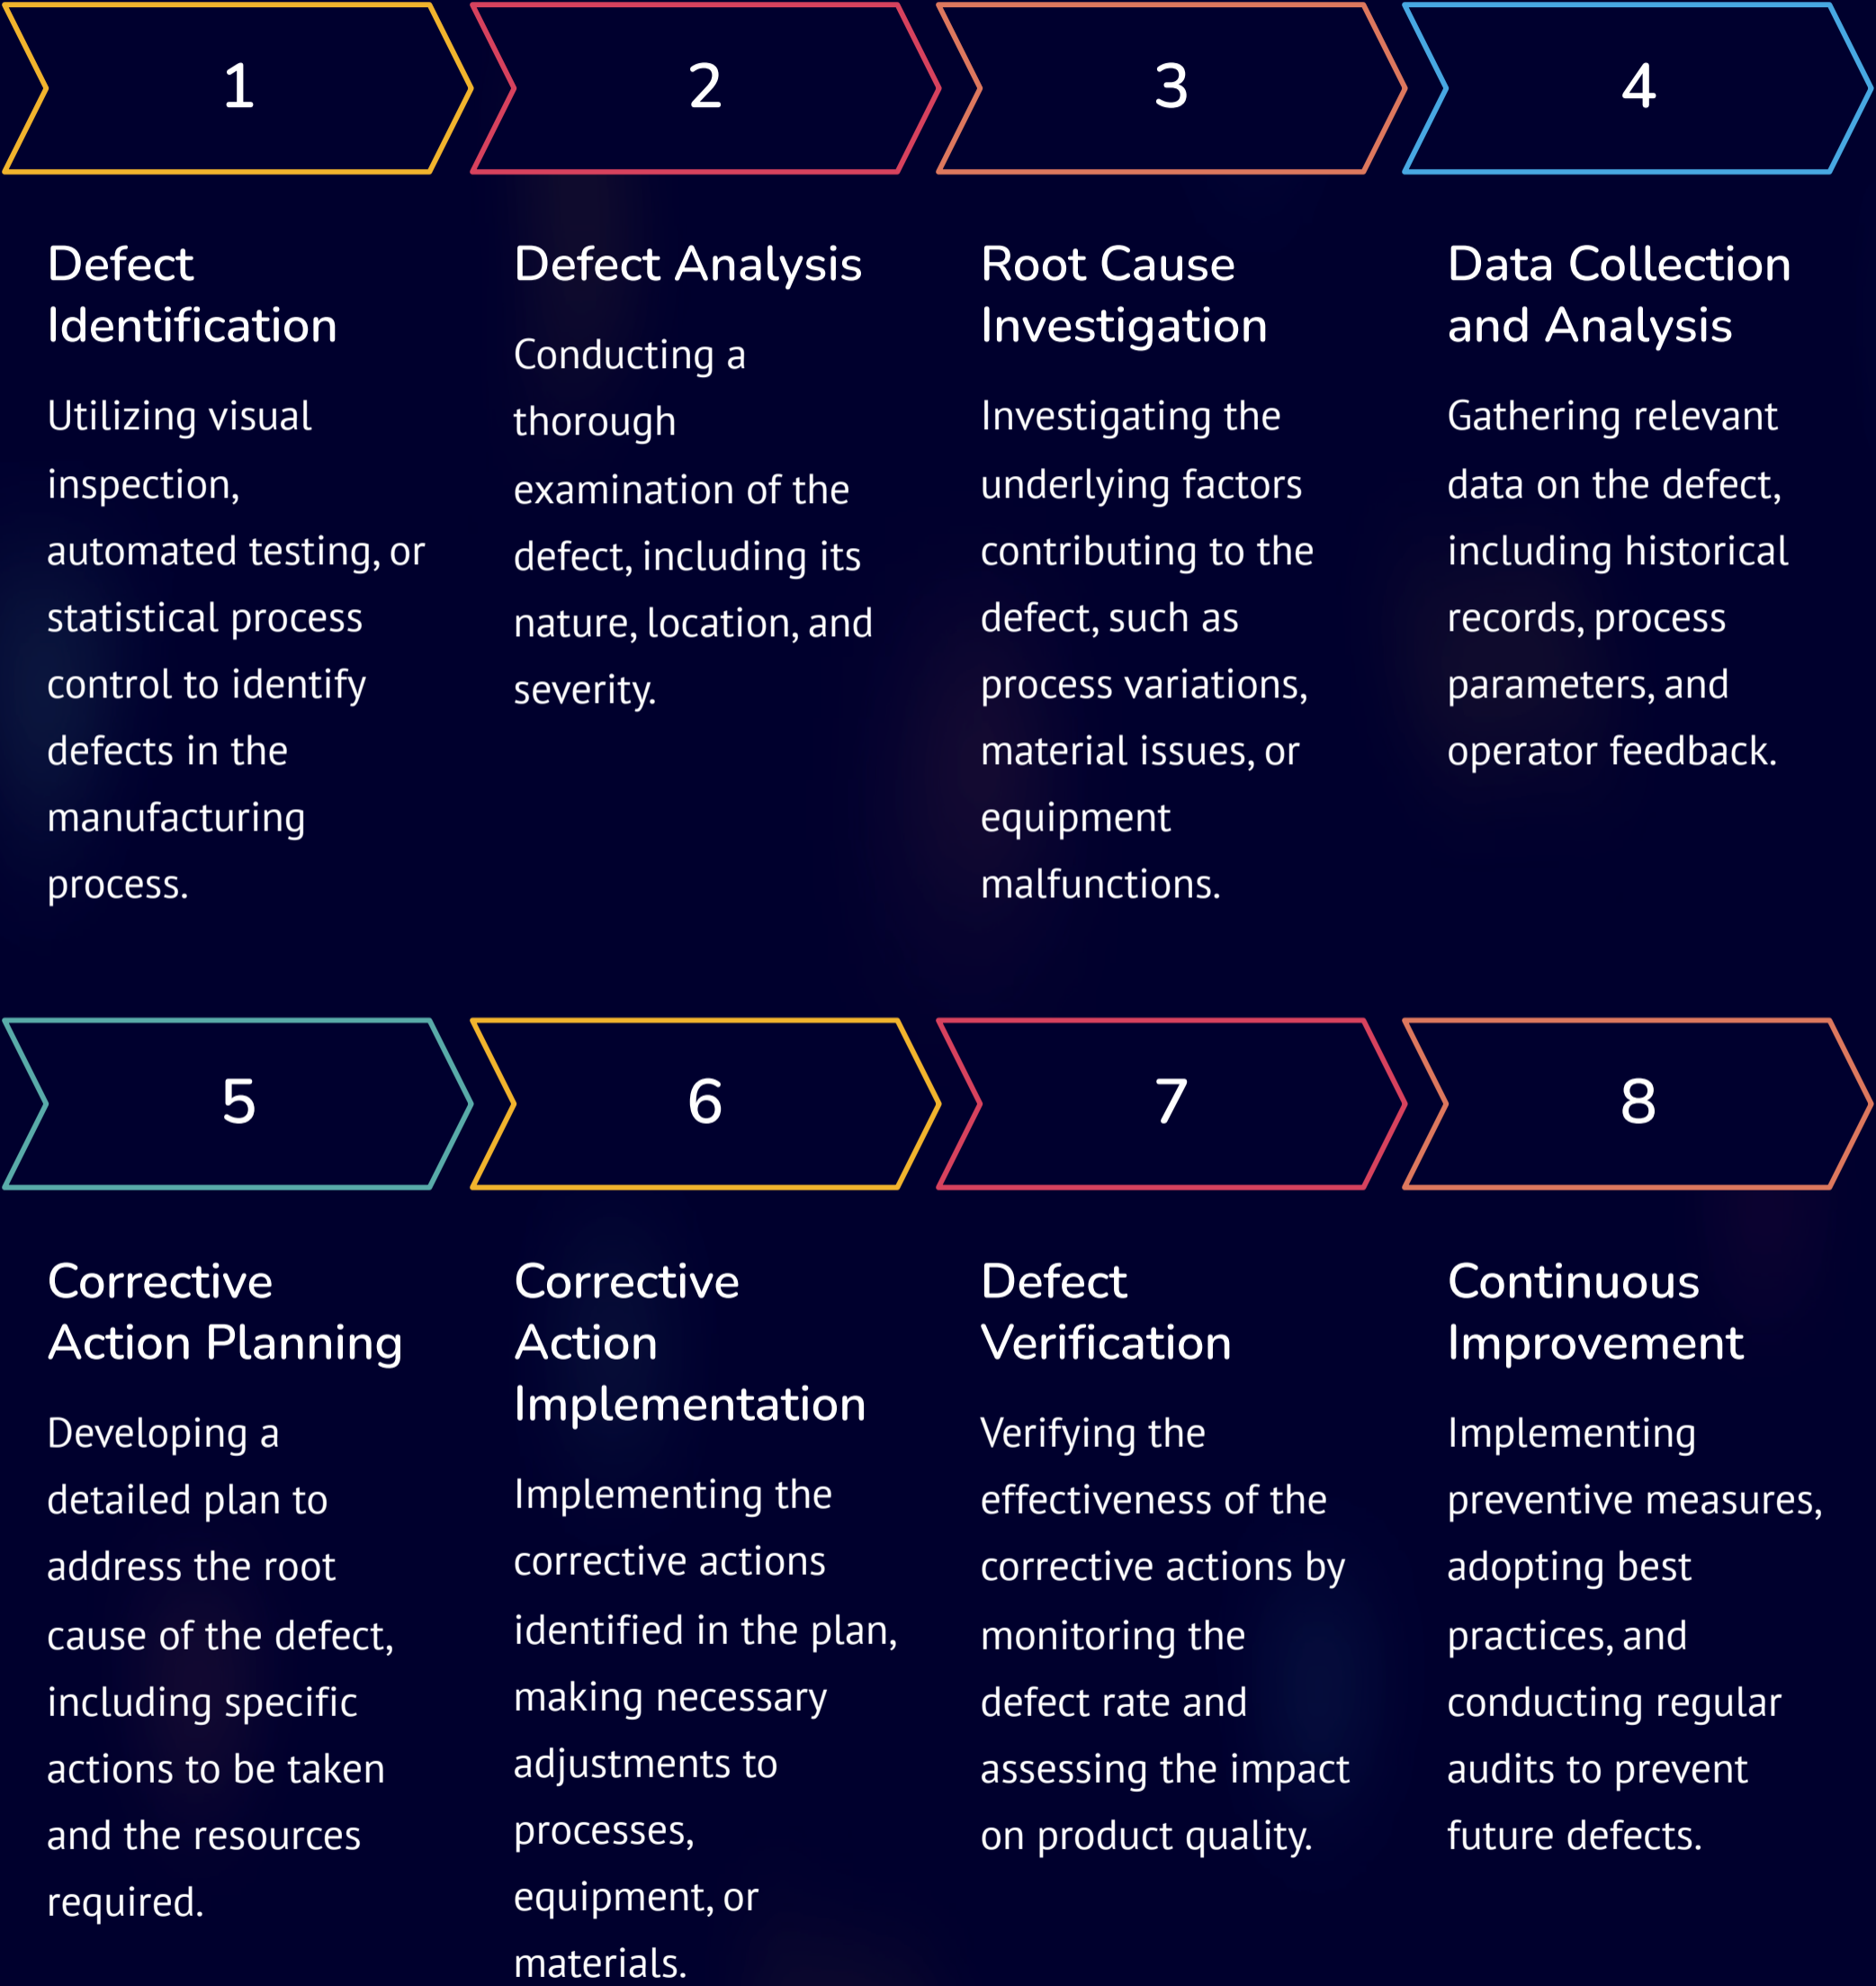 1
2
3
4
Defect
Identification
Utilizing visual
inspection,
automated testing, or
statistical process
control to identify
defects in the
manufacturing
process.
Defect Analysis
Conducting a
thorough
examination of the
defect, including its
nature, location, and
severity.
Root Cause
Investigation
Investigating the
underlying factors
contributing to the
defect, such as
process variations,
material issues, or
equipment
malfunctions.
Data Collection
and Analysis
Gathering relevant
data on the defect,
including historical
records, process
parameters, and
operator feedback.
5
6
7
8
Corrective
Action Planning
Developing a
detailed plan to
address the root
cause of the defect,
including specific
actions to be taken
and the resources
required.
Corrective
Action
Implementation
Implementing the
corrective actions
identified in the plan,
making necessary
adjustments to
processes,
equipment, or
materials.
Defect
Verification
Verifying the
effectiveness of the
corrective actions by
monitoring the
defect rate and
assessing the impact
on product quality.
Continuous
Improvement
Implementing
preventive measures,
adopting best
practices, and
conducting regular
audits to prevent
future defects.